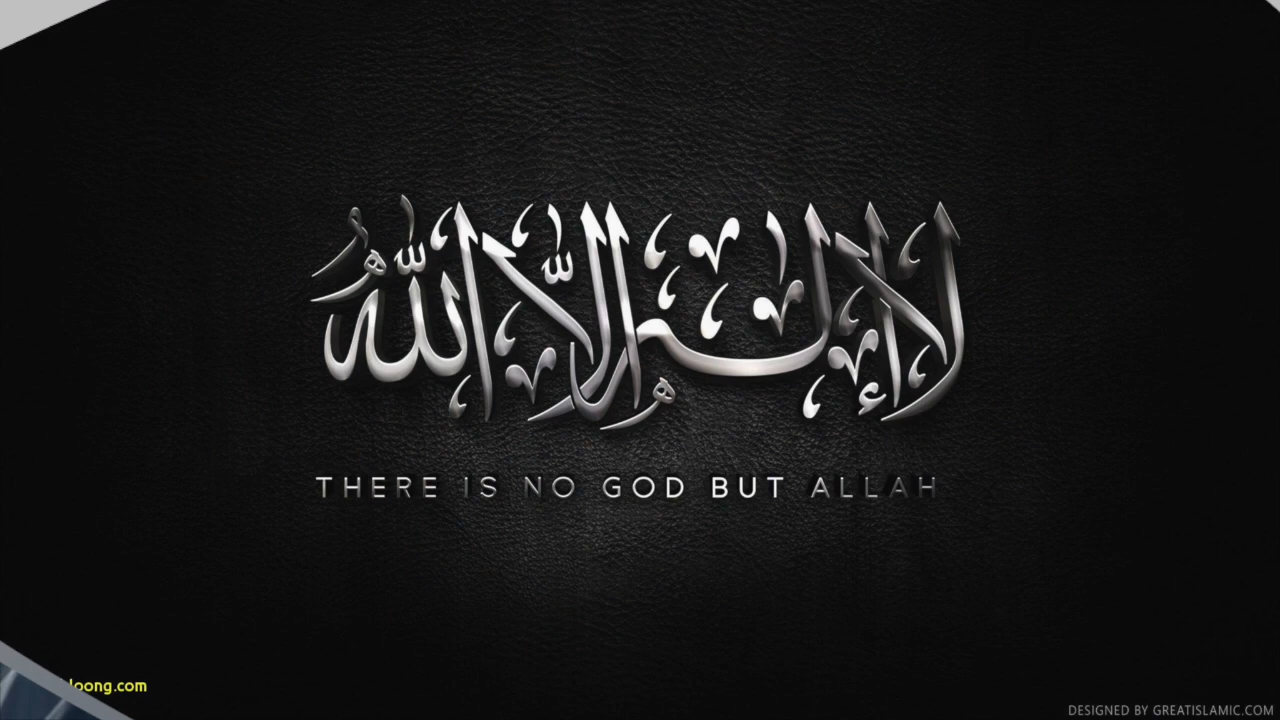 لا إله إلا الله
THERE IS NO GOD BUT ALLAH
loong.com
DESIGNED BY GREATISLAMIC.COM